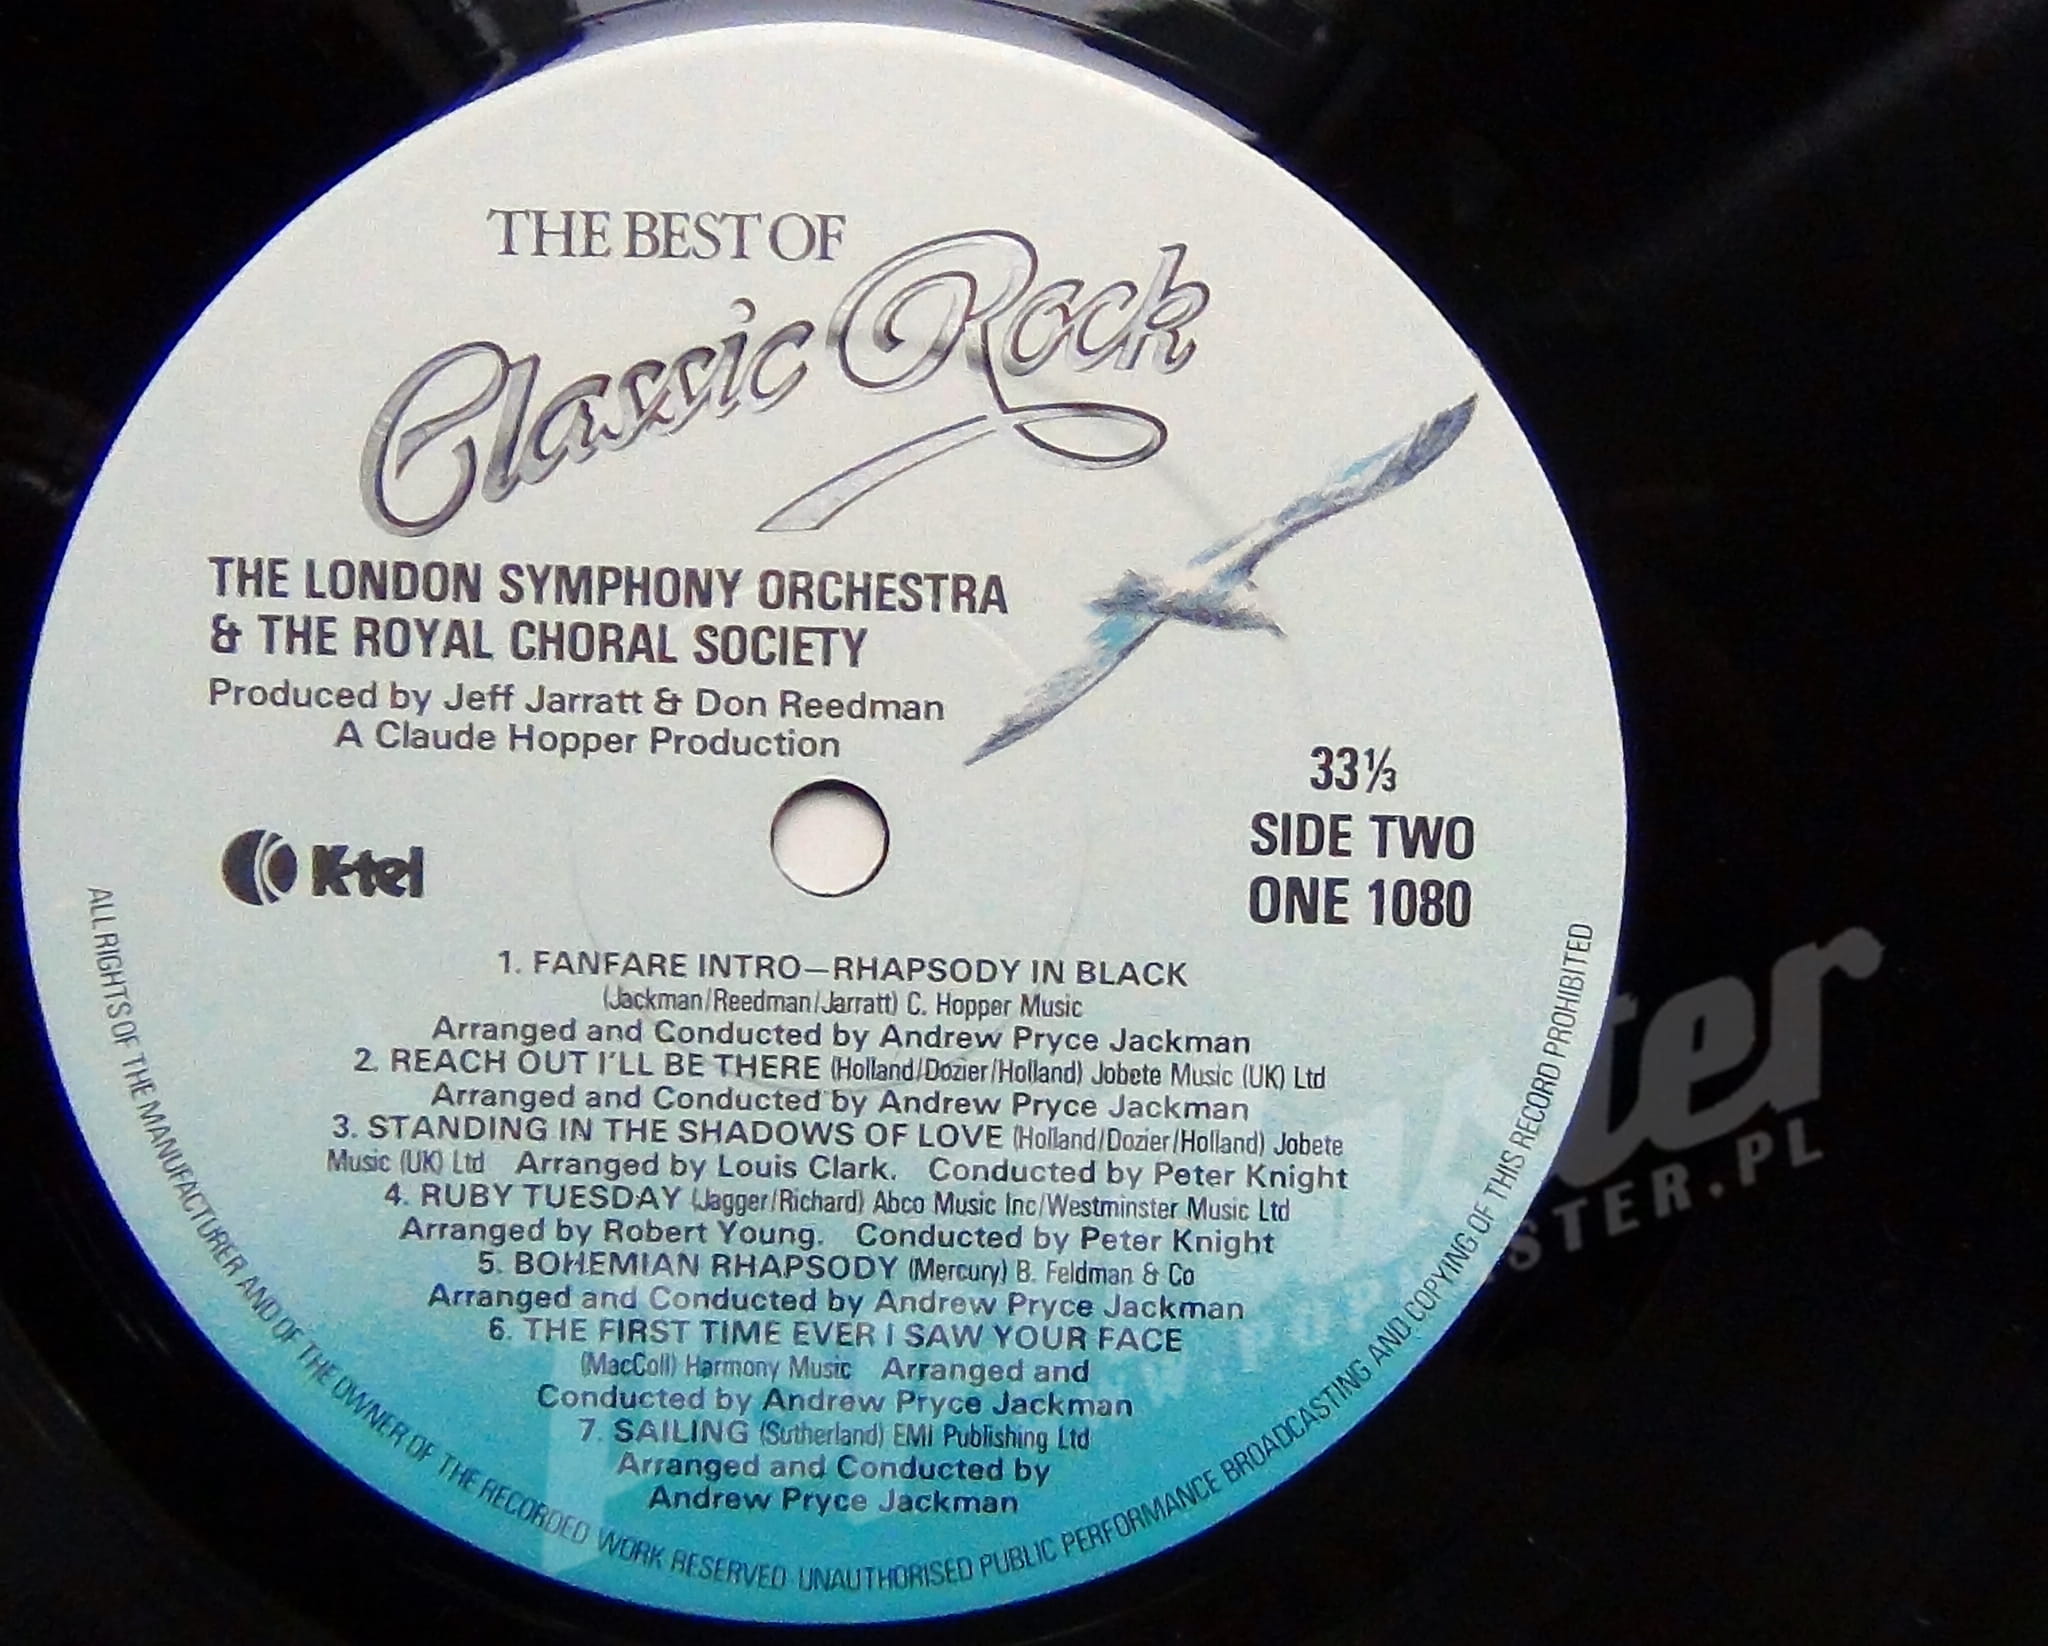 THE BEST OF
Classic Rock
THE LONDON SYMPHONY ORCHESTRA
& THE ROYAL CHORAL SOCIETY
Produced by Jeff Jarratt & Don Reedman
A Claude Hopper Production
33⅓
SIDE TWO
ONE 1080
K-tel
1. FANFARE INTRO–RHAPSODY IN BLACK
(Jackman/Reedman/Jarratt) C. Hopper Music
Arranged and Conducted by Andrew Pryce Jackman
2. REACH OUT I'LL BE THERE (Holland/Dozier/Holland) Jobete Music (UK) Ltd
Arranged and Conducted by Andrew Pryce Jackman
3. STANDING IN THE SHADOWS OF LOVE (Holland/Dozier/Holland) Jobete
Music (UK) Ltd Arranged by Louis Clark. Conducted by Peter Knight
4. RUBY TUESDAY (Jagger/Richard) Abco Music Inc/Westminster Music Ltd
Arranged by Robert Young. Conducted by Peter Knight
5. BOHEMIAN RHAPSODY (Mercury) B. Feldman & Co
Arranged and Conducted by Andrew Pryce Jackman
6. THE FIRST TIME EVER I SAW YOUR FACE
(MacColl) Harmony Music Arranged and
Conducted by Andrew Pryce Jackman
7. SAILING (Sutherland) EMI Publishing Ltd
Arranged and Conducted by
Andrew Pryce Jackman
ALL RIGHTS OF THE MANUFACTURER AND OF THE OWNER OF THE RECORDED WORK RESERVED UNAUTHORISED PUBLIC PERFORMANCE BROADCASTING AND COPYING OF THIS RECORD PROHIBITED